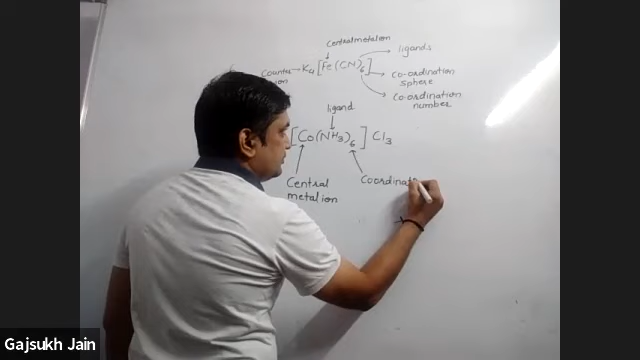 Central metal ion
ligands
Counter
ion
K4[Fe(CN)6]
Co-ordination
sphere
Co-ordination
number
ligand
[Co(NH3)6]Cl3
Central
metal ion
Coordinat
Gajsukh Jain